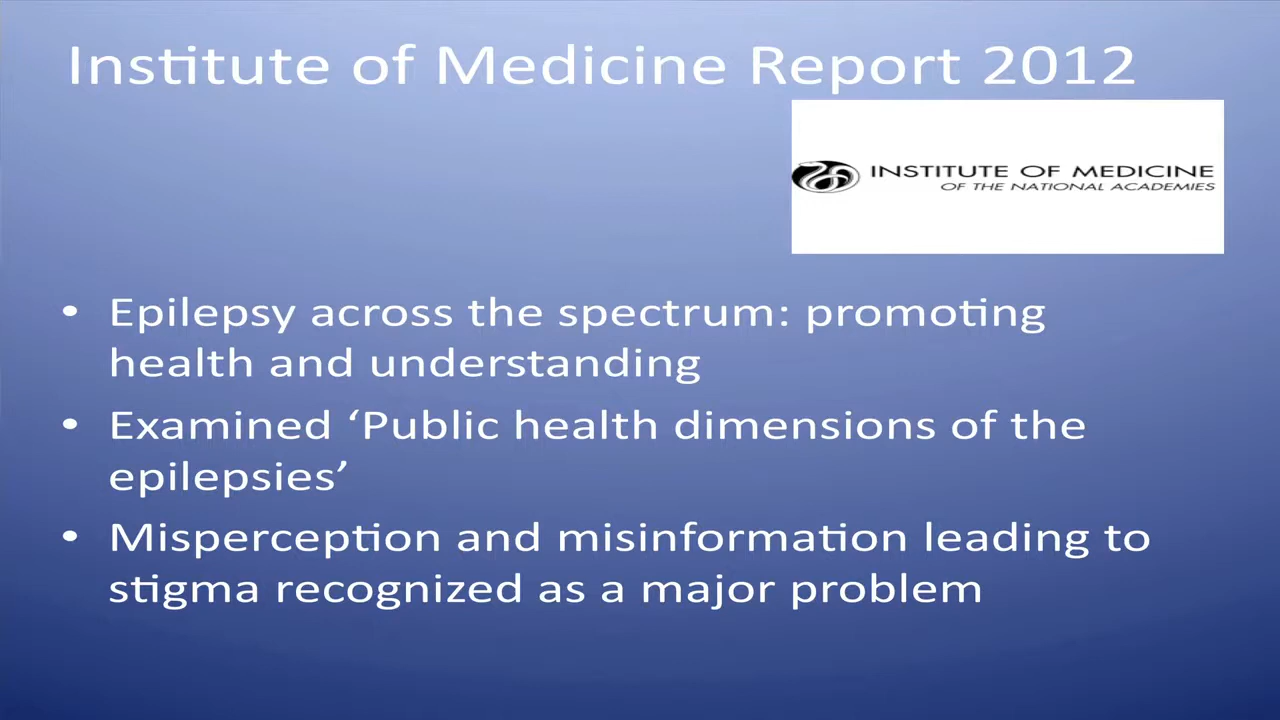 Institute of Medicine Report 2012
INSTITUTE OF MEDICINE
OF THE NATIONAL ACADEMIES
• Epilepsy across the spectrum: promoting
health and understanding
• Examined ‘Public health dimensions of the
epilepsies’
• Misperception and misinformation leading to
stigma recognized as a major problem